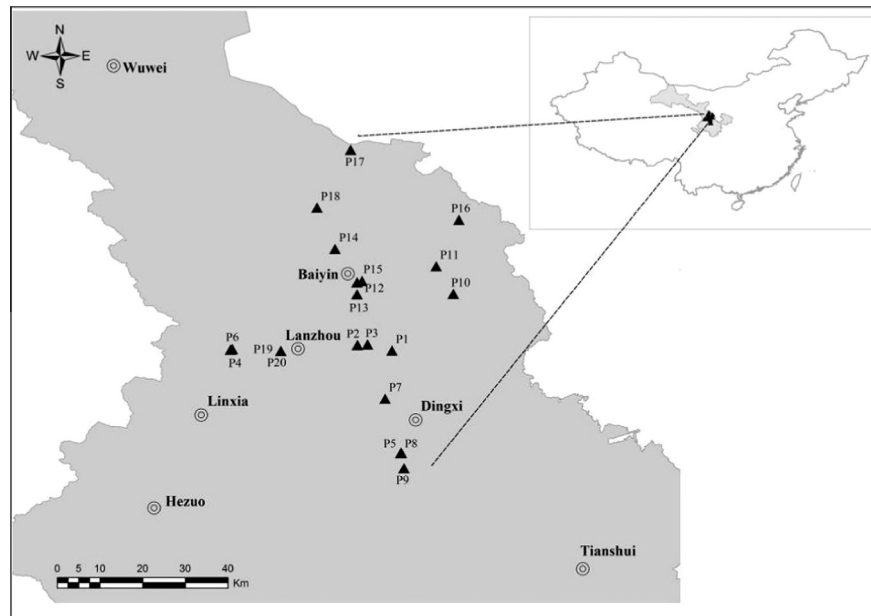 N
W E
S
Wuwei
P17
P18
P16
P14
P11
Baiyin
P15
P12
P10
P13
P6
P19
Lanzhou
P2
P3
P1
P4
P20
P7
Linxia
Dingxi
P5
P8
P9
Hezuo
Tianshui
0 5 10 20 30 40
Km